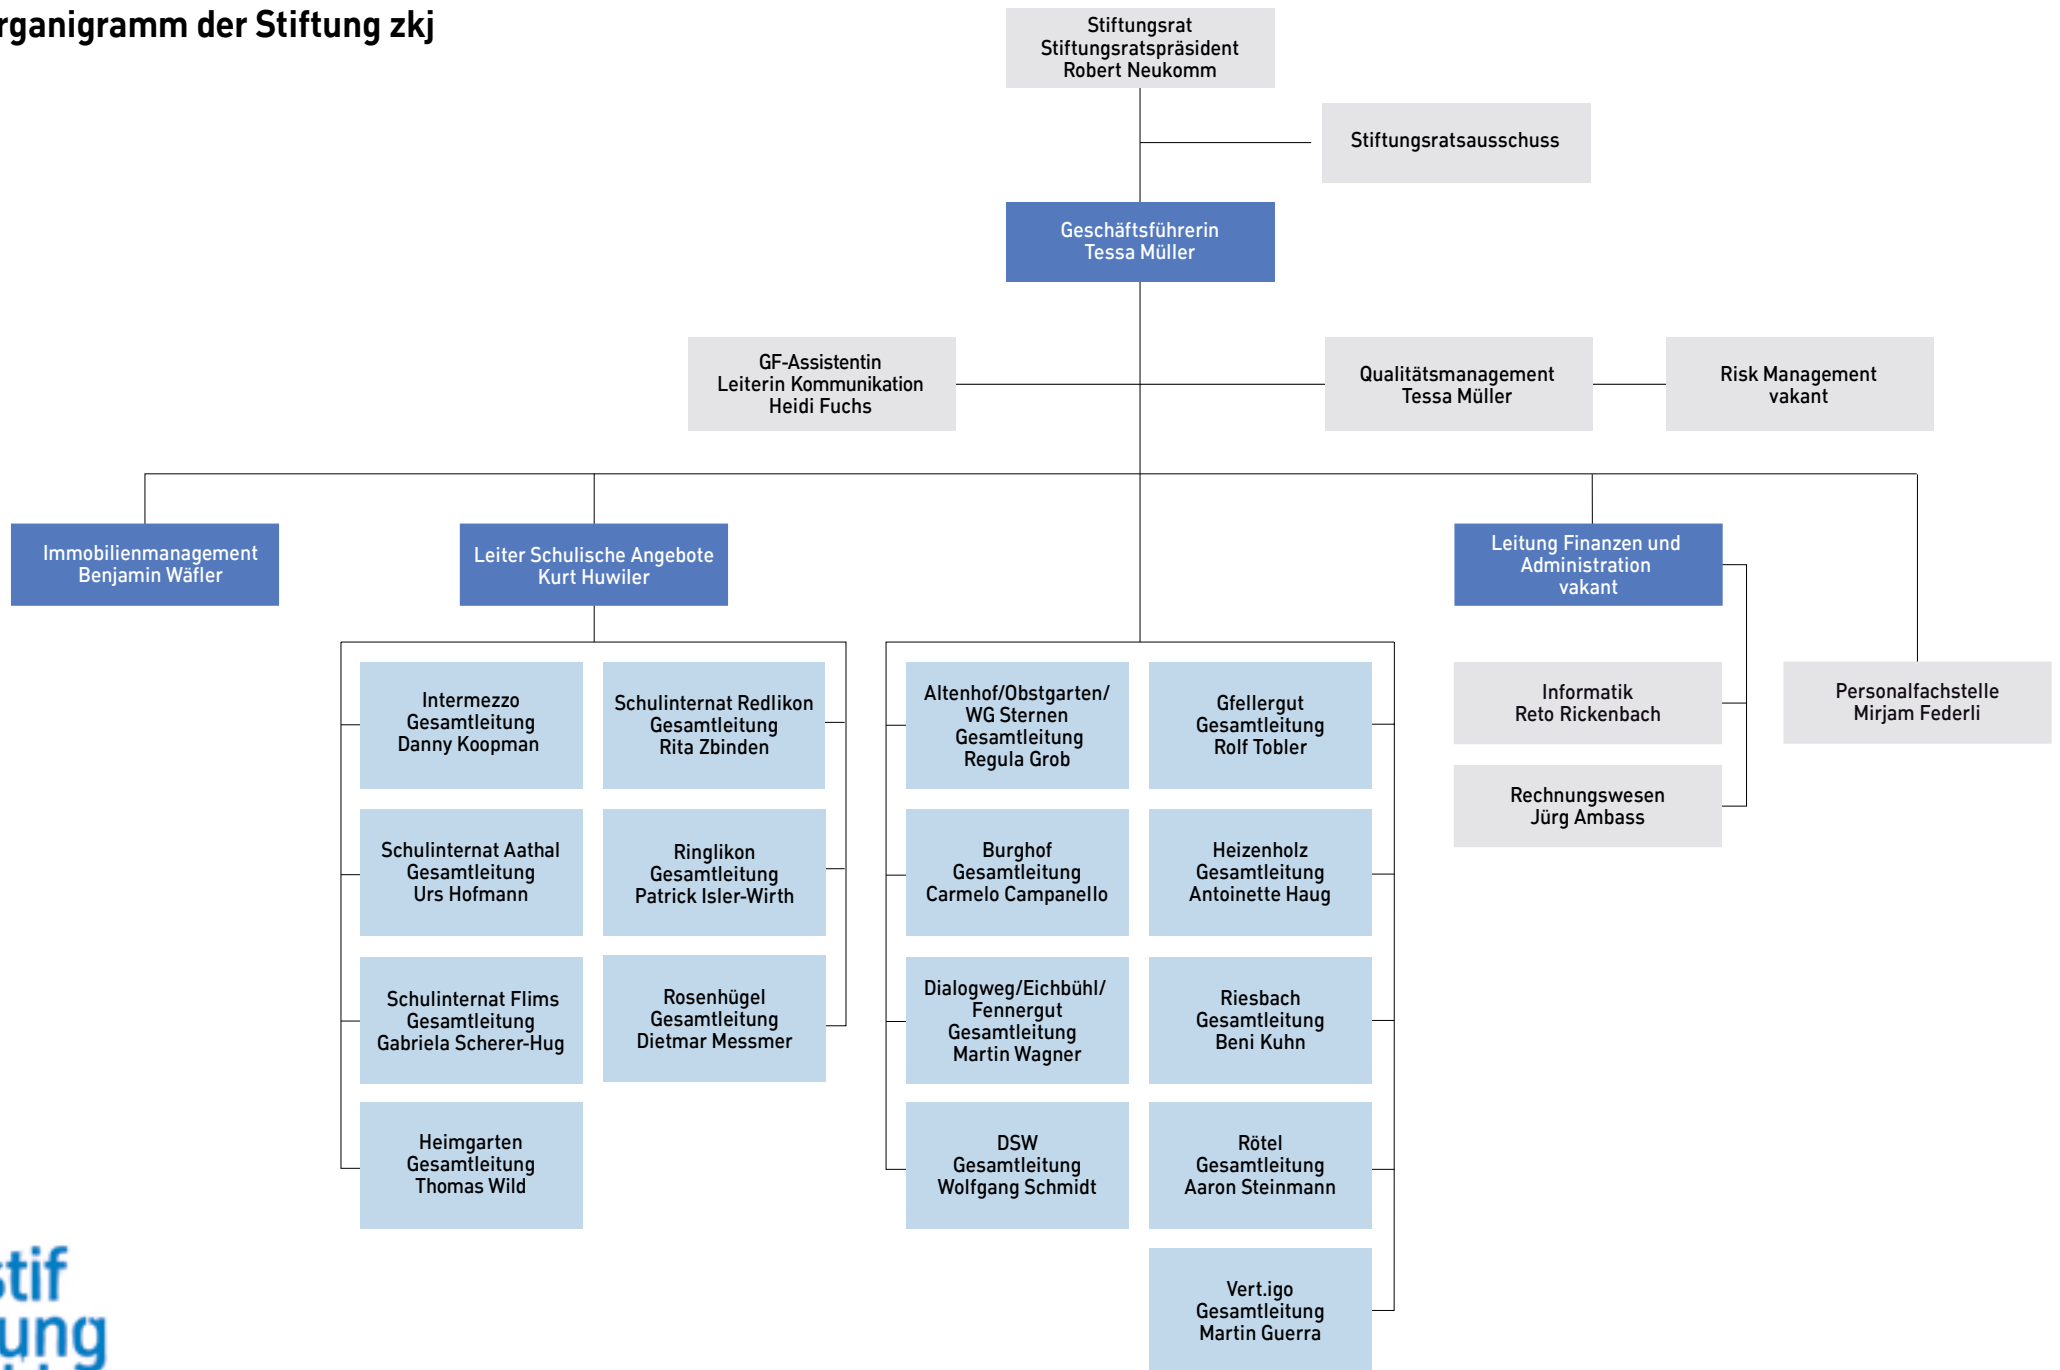 rganigramm der Stiftung zkj
Stiftungsrat
Stiftungsratspräsident
Robert Neukomm
Stiftungsratsausschuss
Geschäftsführerin
Tessa Müller
GF-Assistentin
Leiterin Kommunikation
Heidi Fuchs
Qualitätsmanagement
Tessa Müller
Risk Management
vakant
Immobilienmanagement
Benjamin Wäfler
Leiter Schulische Angebote
Kurt Huwiler
Leitung Finanzen und
Administration
vakant
Intermezzo
Gesamtleitung
Danny Koopman
Schulinternat Redlikon
Gesamtleitung
Rita Zbinden
Altenhof/Obstgarten/
WG Sternen
Gesamtleitung
Regula Grob
Gfellergut
Gesamtleitung
Rolf Tobler
Informatik
Reto Rickenbach
Personalfachstelle
Mirjam Federli
Rechnungswesen
Jürg Ambass
Schulinternat Aathal
Gesamtleitung
Urs Hofmann
Ringlikon
Gesamtleitung
Patrick Isler-Wirth
Burghof
Gesamtleitung
Carmelo Campanello
Heizenholz
Gesamtleitung
Antoinette Haug
Schulinternat Flims
Gesamtleitung
Gabriela Scherer-Hug
Rosenhügel
Gesamtleitung
Dietmar Messmer
Dialogweg/Eichbühl/
Fennergut
Gesamtleitung
Martin Wagner
Riesbach
Gesamtleitung
Beni Kuhn
Heimgarten
Gesamtleitung
Thomas Wild
DSW
Gesamtleitung
Wolfgang Schmidt
Rötel
Gesamtleitung
Aaron Steinmann
Vert.igo
Gesamtleitung
Martin Guerra
stif
ung